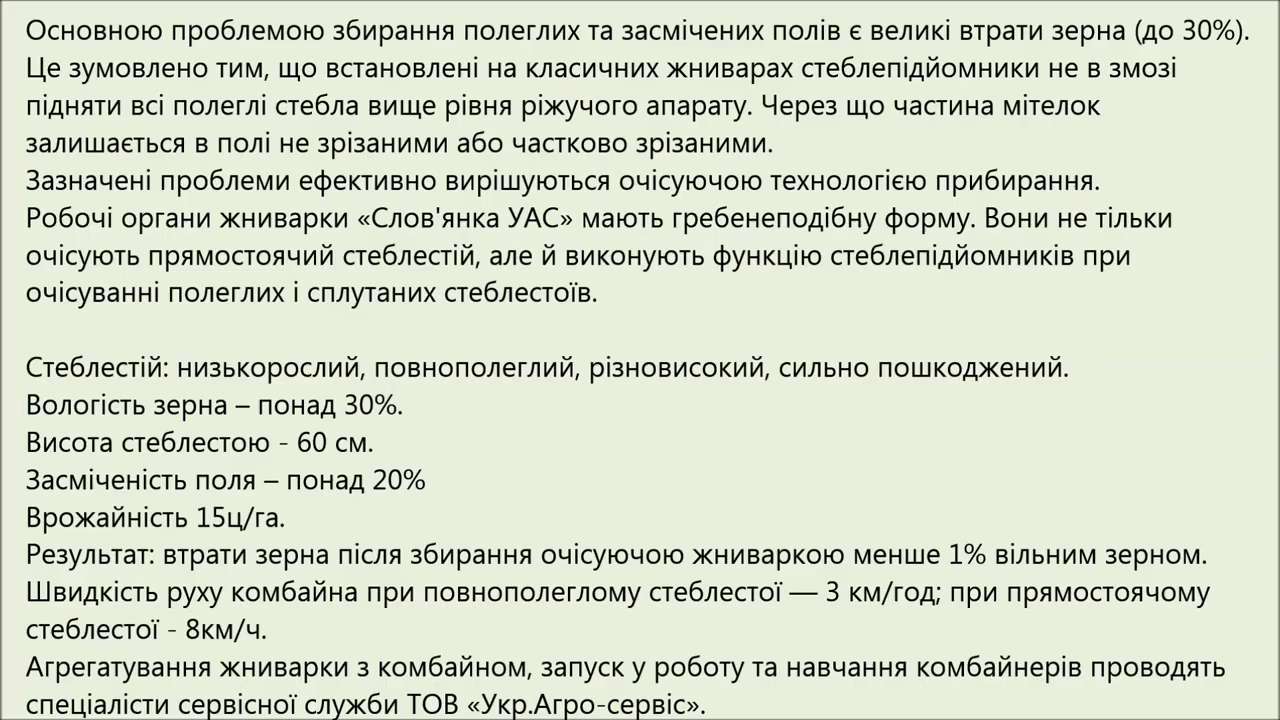 Основною проблемою збирання полеглих та засмічених полів є великі втрати зерна (до 30%).
Це зумовлено тим, що встановлені на класичних жниварах стеблепідйомники не в змозі
підняти всі полеглі стебла вище рівня ріжучого апарату. Через що частина мітелок
залишається в полі не зрізаними або частково зрізаними.
Зазначені проблеми ефективно вирішуються очісуючою технологією прибирання.
Робочі органи жниварки «Слов'янка УАС» мають гребенеподібну форму. Вони не тільки
очісують прямостоячий стеблестій, але й виконують функцію стеблепідйомників при
очісуванні полеглих і сплутаних стеблестоїв.
Стеблестій: низькорослий, повнополеглий, різновисокий, сильно пошкоджений.
Вологість зерна – понад 30%.
Висота стеблестою - 60 см.
Засміченість поля – понад 20%
Врожайність 15ц/га.
Результат: втрати зерна після збирання очісуючою жниваркою менше 1% вільним зерном.
Швидкість руху комбайна при повнополеглому стеблестої — 3 км/год; при прямостоячому
стеблестої - 8км/ч.
Агрегатування жниварки з комбайном, запуск у роботу та навчання комбайнерів проводять
спеціалісти сервісної служби ТОВ «Укр.Агро-сервіс».